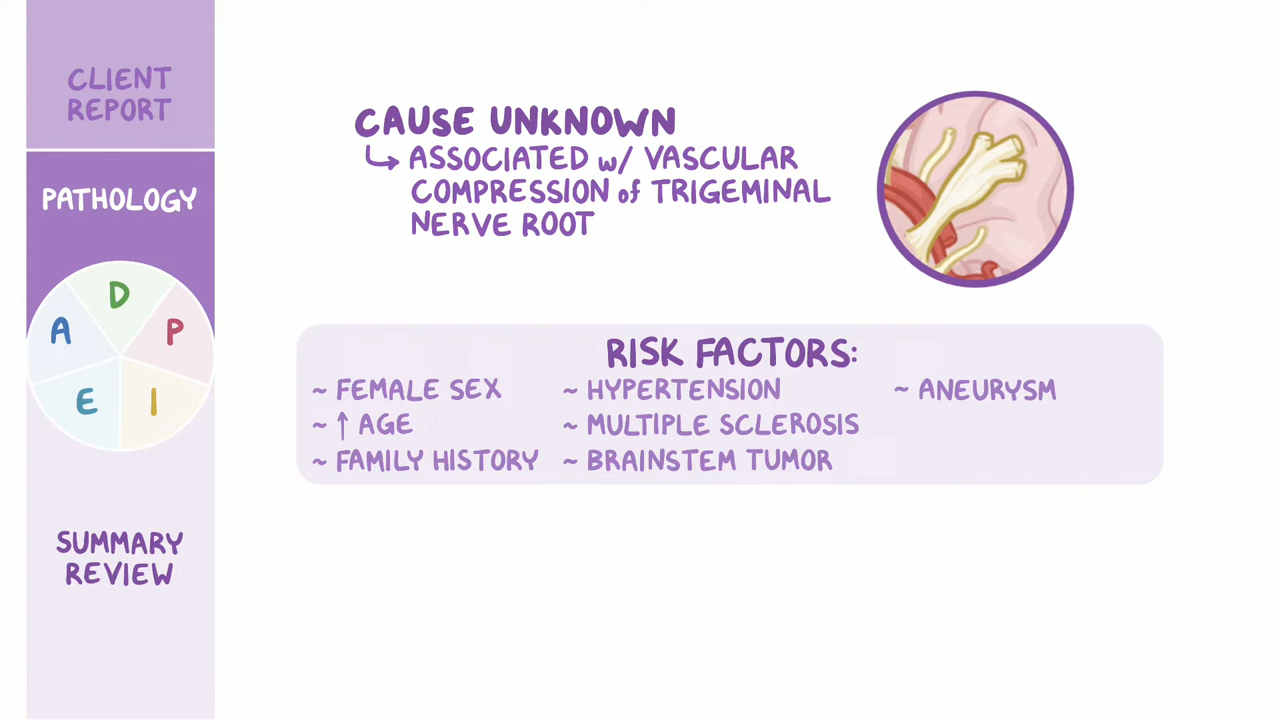 CLIENT
REPORT
PATHOLOGY
D
A
P
E
I
SUMMARY
REVIEW
CAUSE UNKNOWN
↳ ASSOCIATED w/ VASCULAR
COMPRESSION of TRIGEMINAL
NERVE ROOT
RISK FACTORS:
~ FEMALE SEX
~ ↑ AGE
~ FAMILY HISTORY
~ HYPERTENSION
~ MULTIPLE SCLEROSIS
~ BRAINSTEM TUMOR
~ ANEURYSM